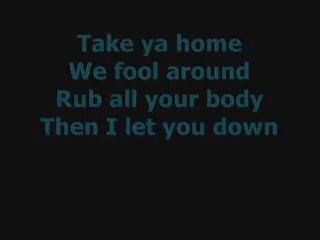 Take ya home
We fool around
Rub all your body
Then I let you down